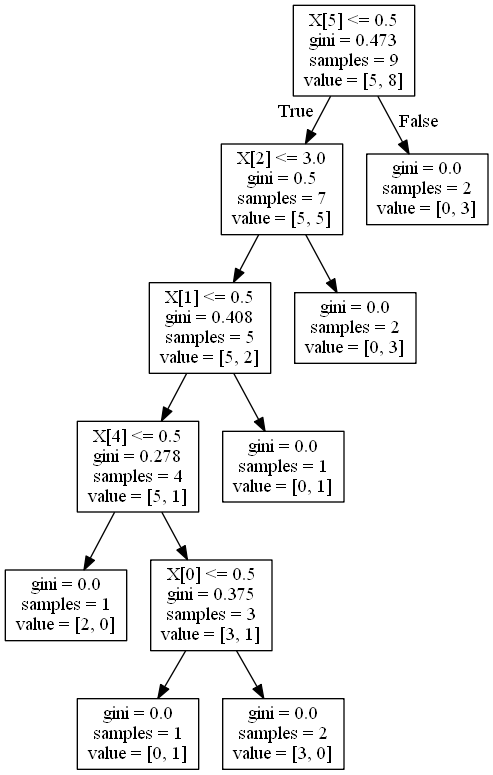 X[5] <= 0.5
gini = 0.473
samples = 9
value = [5, 8]
True
False
X[2] <= 3.0
gini = 0.5
samples = 7
value = [5, 5]
gini = 0.0
samples = 2
value = [0, 3]
X[1] <= 0.5
gini = 0.408
samples = 5
value = [5, 2]
gini = 0.0
samples = 2
value = [0, 3]
X[4] <= 0.5
gini = 0.278
samples = 4
value = [5, 1]
gini = 0.0
samples = 1
value = [0, 1]
gini = 0.0
samples = 1
value = [2, 0]
X[0] <= 0.5
gini = 0.375
samples = 3
value = [3, 1]
gini = 0.0
samples = 1
value = [0, 1]
gini = 0.0
samples = 2
value = [3, 0]